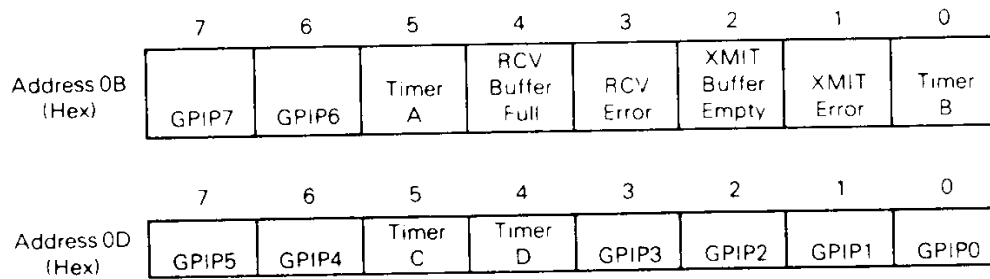 7 6 5 4 3 2 1 0
Address 0B
(Hex)
GPIP7 GPIP6 Timer A RCV Buffer Full RCV Error XMIT Buffer Empty XMIT Error Timer B
7 6 5 4 3 2 1 0
Address 0D
(Hex)
GPIP5 GPIP4 Timer C Timer D GPIP3 GPIP2 GPIP1 GPIP0